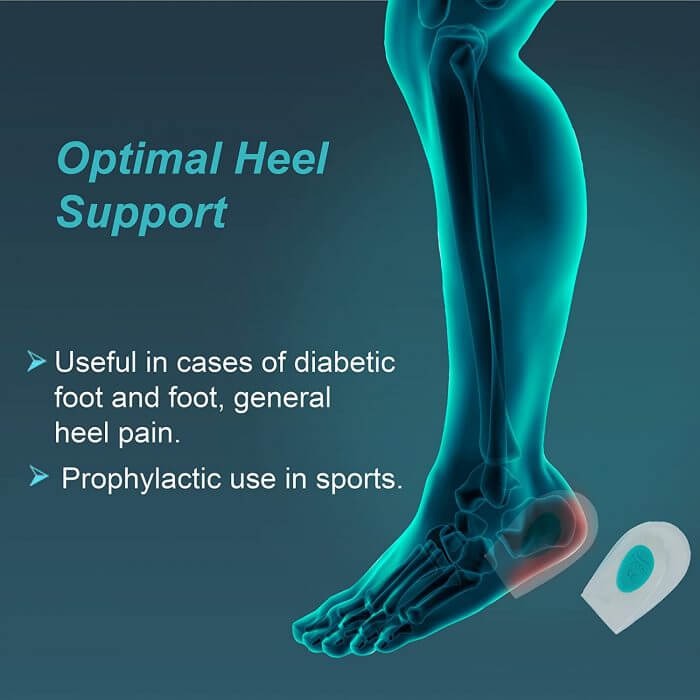 Optimal Heel
Support
Useful in cases of diabetic
foot and foot, general
heel pain.
Prophylactic use in sports.